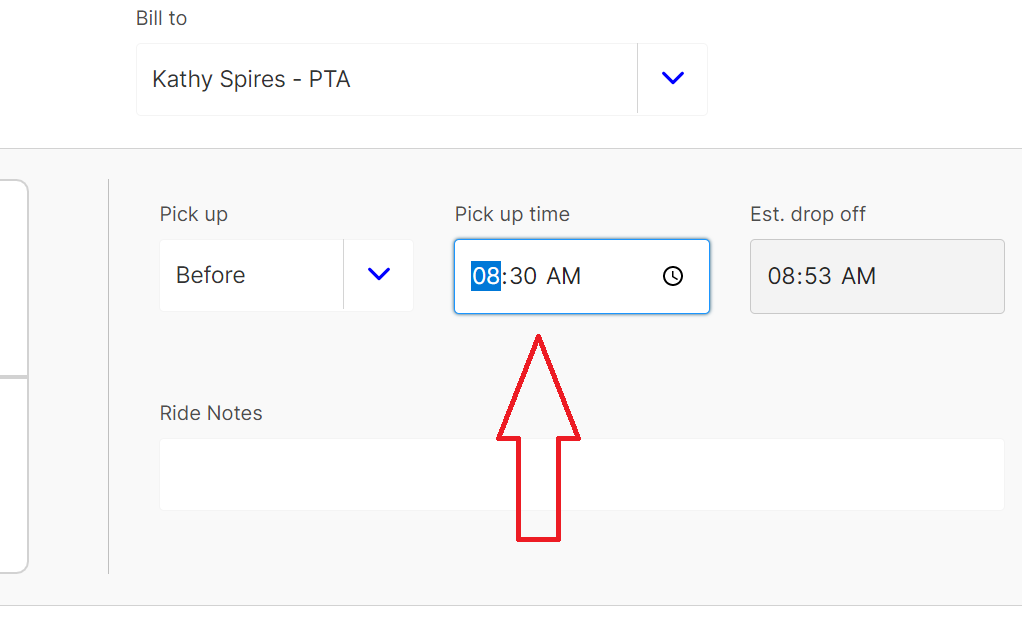 Bill to
Kathy Spires - PTA
Pick up
Pick up time
Est. drop off
Before
08:30 AM
08:53 AM
Ride Notes